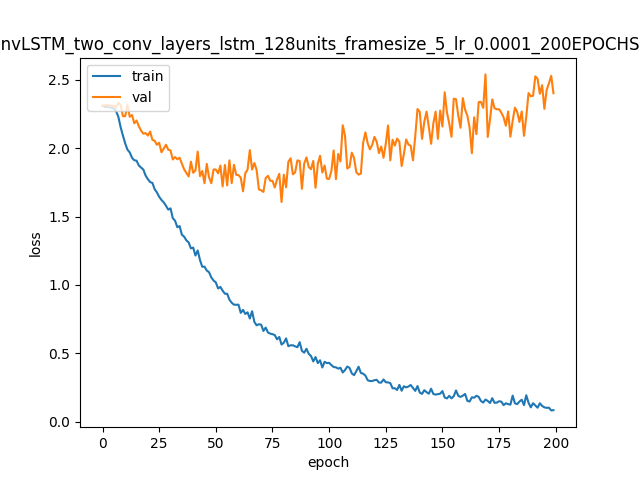 nvLSTM_two_conv_layers_lstm_128units_framesize_5_lr_0.0001_200EPOCHS
train
val
2.5
2.0
1.5
1.0
0.5
0.0
loss
0 25 50 75 100 125 150 175 200
epoch